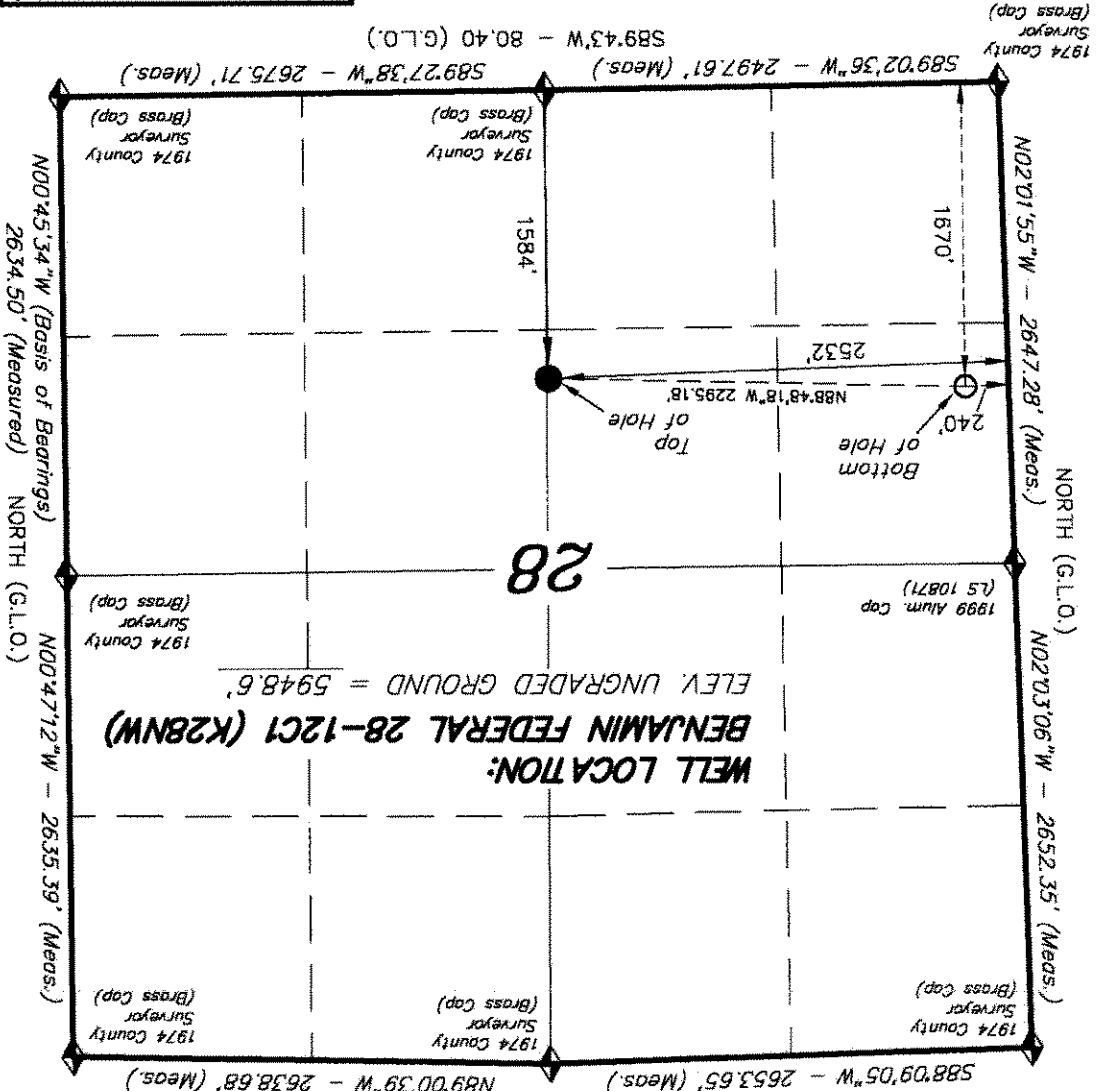 S88°09'05"W - 2653.65' (Meas.)
N89°00'39"W - 2638.68' (Meas.)
1974 County
Surveyor
(Brass Cap)
1974 County
Surveyor
(Brass Cap)
1974 County
Surveyor
(Brass Cap)
N02°03'06"W - 2652.35' (Meas.)
NORTH (G.L.O.)
N00°47'12"W - 2635.39' (Meas.)
NORTH (G.L.O.)
WELL LOCATION:
BENJAMIN FEDERAL 28-12C1 (K28NW)
ELEV. UNGRADED GROUND = 5948.6'
1999 Alum. Cap
(LS 10871)
28
1974 County
Surveyor
(Brass Cap)
Bottom
of Hole
Top
of Hole
240'
N88°48'18"W 2295.18'
2532'
N02°01'55"W - 2647.28' (Meas.)
1670'
1584'
N00°45'34"W (Basis of Bearings)
2634.50' (Measured)
1974 County
Surveyor
(Brass Cap)
1974 County
Surveyor
(Brass Cap)
1974 County
Surveyor
(Brass Cap)
S89°02'36"W - 2497.61' (Meas.)
S89°27'38"W - 2675.71' (Meas.)
S89°43'W - 80.40 (G.L.O.)